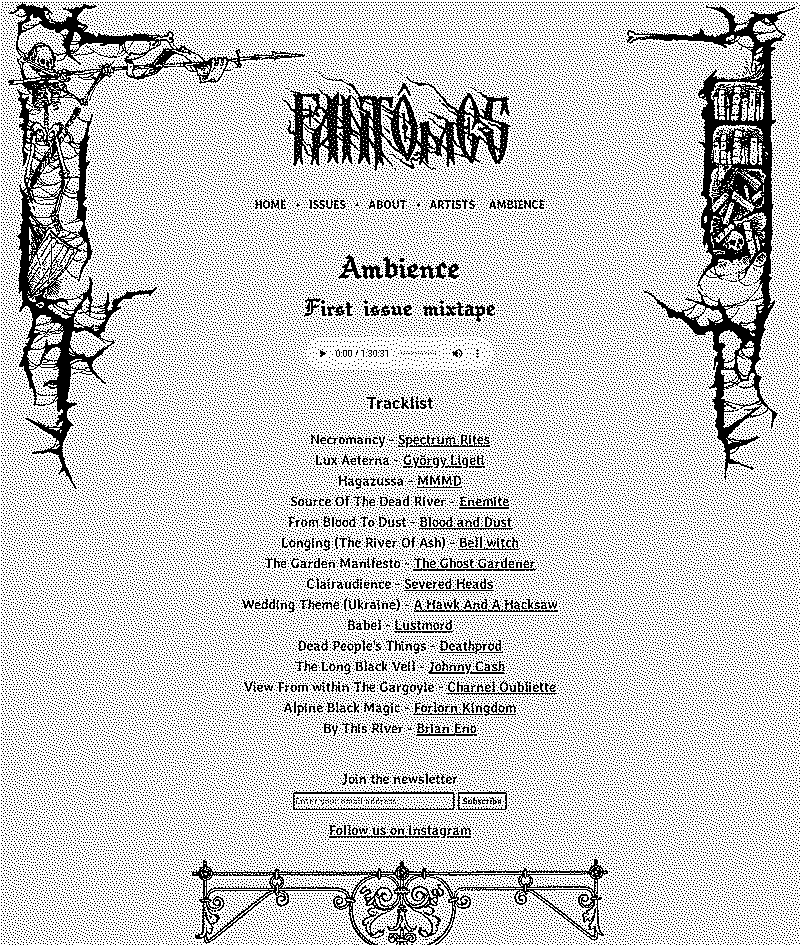 FANTÔMES
HOME • ISSUES • ABOUT • ARTISTS AMBIENCE
Ambience
First issue mixtape
0:00 / 1:30:31
Tracklist
Necromancy - Spectrum Rites
Lux Aeterna - György Ligeti
Hagazussa - MMMD
Source Of The Dead River - Enemite
From Blood To Dust - Blood and Dust
Longing (The River Of Ash) - Bell witch
The Garden Manifesto - The Ghost Gardener
Clairaudience - Severed Heads
Wedding Theme (Ukraine) - A Hawk And A Hacksaw
Babel - Lustmord
Dead People's Things - Deathprod
The Long Black Veil - Johnny Cash
View From within The Gargoyle - Charnel Oubliette
Alpine Black Magic - Forlorn Kingdom
By This River - Brian Eno
Join the newsletter
Enter your email address Subscribe
Follow us on Instagram